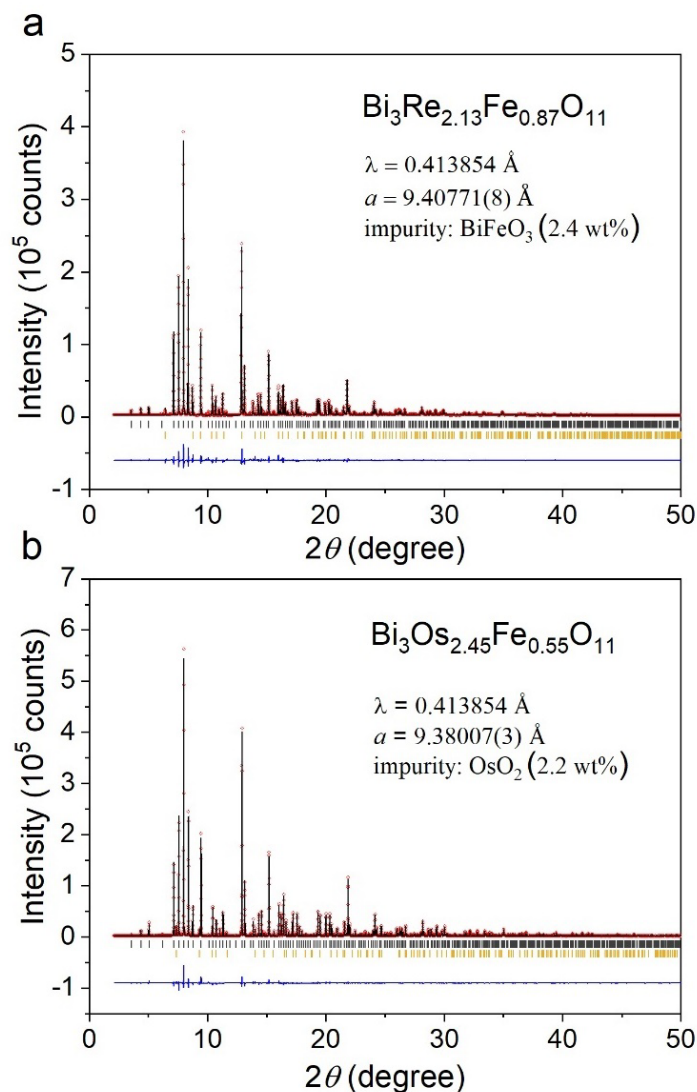 a
Bi₃Re₂.₁₃Fe₀.₈₇O₁₁
λ = 0.413854 Å
a = 9.40771(8) Å
impurity: BiFeO₃ (2.4 wt%)
Intensity (10⁵ counts)
5
4
3
2
1
0
-1
0 10 20 30 40 50
2θ (degree)
b
Bi₃Os₂.₄₅Fe₀.₅₅O₁₁
λ = 0.413854 Å
a = 9.38007(3) Å
impurity: OsO₂ (2.2 wt%)
Intensity (10⁵ counts)
7
6
5
4
3
2
1
0
-1
0 10 20 30 40 50
2θ (degree)